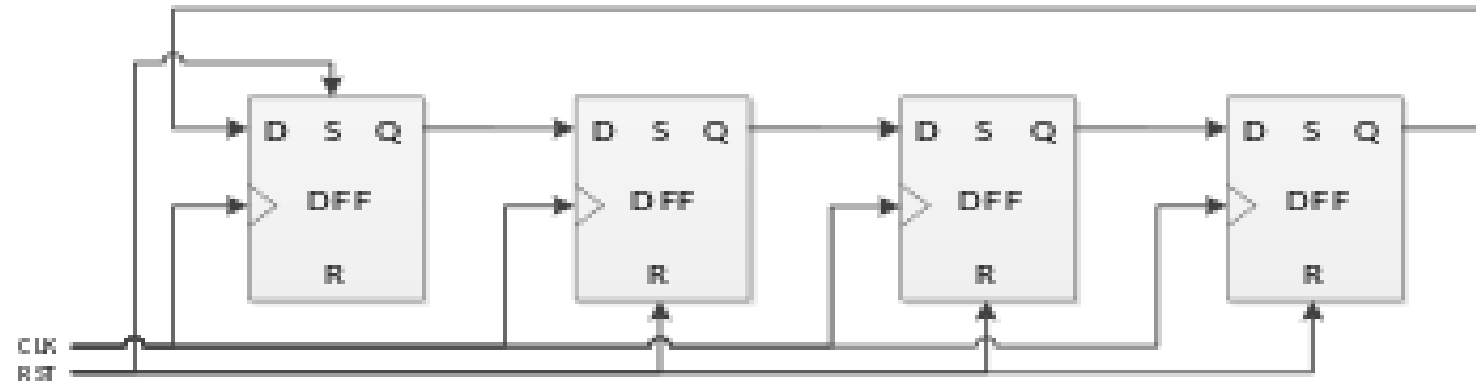 D S Q D S Q D S Q D S Q
DFF DFF DFF DFF
R R R R
CLK
RST